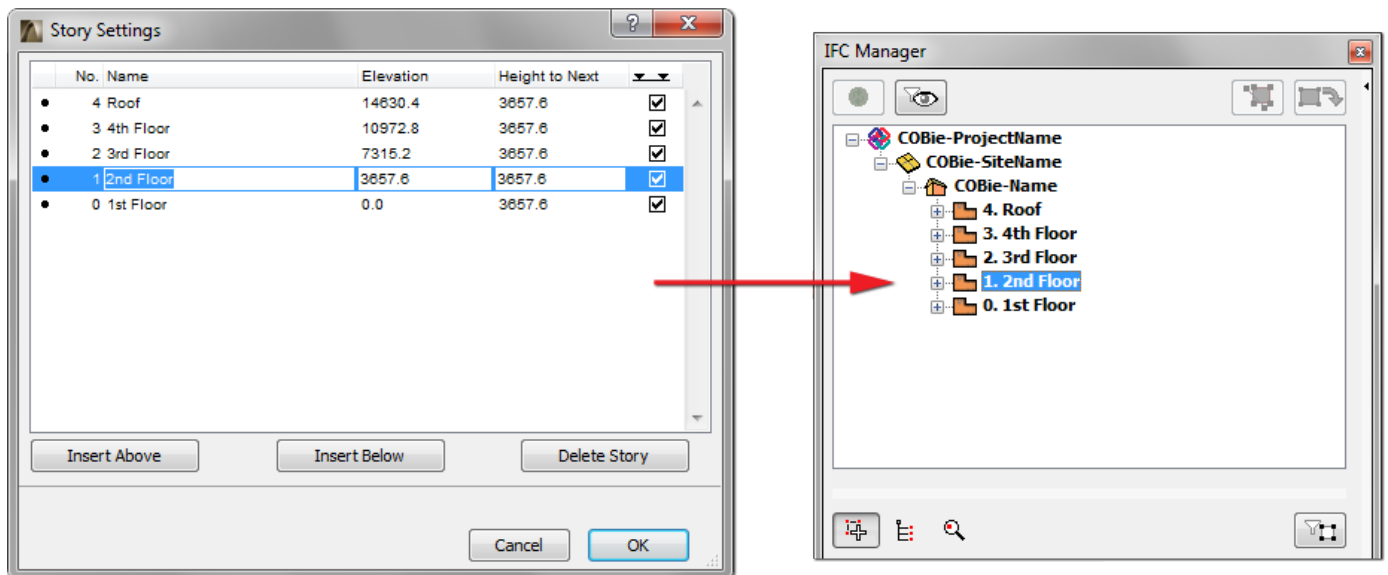 Story Settings
No. Name Elevation Height to Next
4 Roof 14630.4 3657.6
3 4th Floor 10972.8 3657.6
2 3rd Floor 7315.2 3657.6
1 2nd Floor 3657.6 3657.6
0 1st Floor 0.0 3657.6
Insert Above Insert Below Delete Story
Cancel OK
IFC Manager
COBie-ProjectName
COBie-SiteName
COBie-Name
4. Roof
3. 4th Floor
2. 3rd Floor
1. 2nd Floor
0. 1st Floor